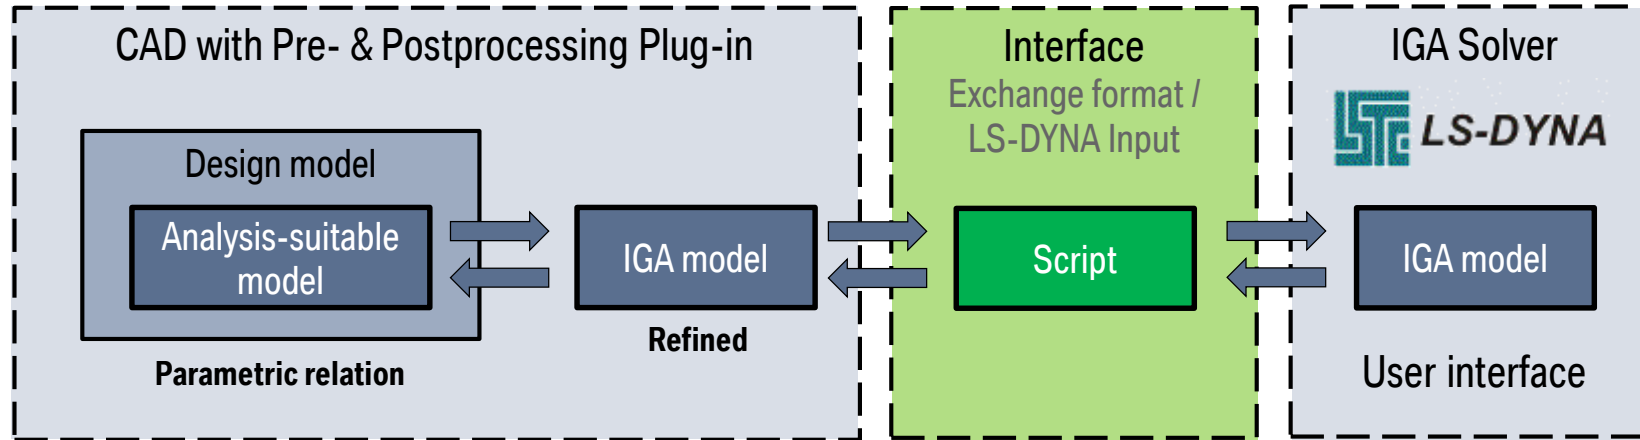 CAD with Pre- & Postprocessing Plug-in
Design model
Analysis-suitable
model
Parametric relation
IGA model
Refined
Interface
Exchange format /
LS-DYNA Input
Script
IGA Solver
LS-DYNA
IGA model
User interface